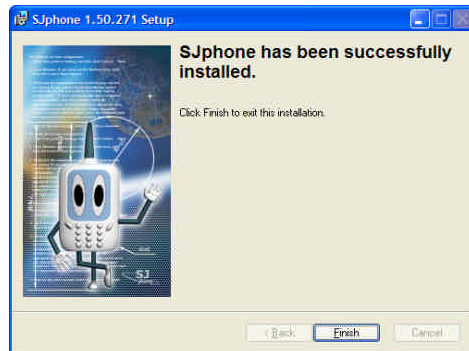 SJphone 1.50.271 Setup
SJphone has been successfully
installed.
Click Finish to exit this installation.
SJ
< Back
Finish
Cancel